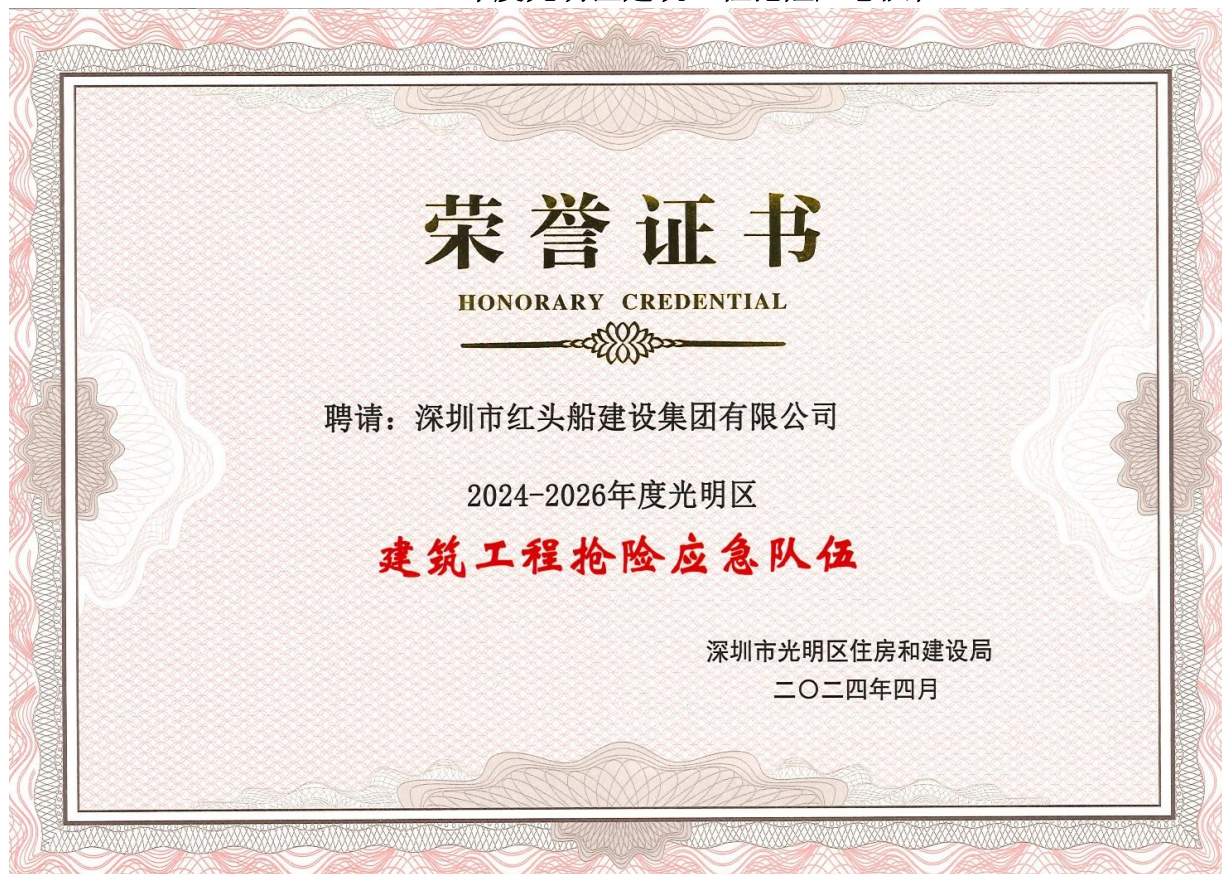 荣誉证书
HONORARY CREDENTIAL
聘请：深圳市红头船建设集团有限公司
2024-2026年度光明区
建筑工程抢险应急队伍
深圳市光明区住房和建设局
二〇二四年四月